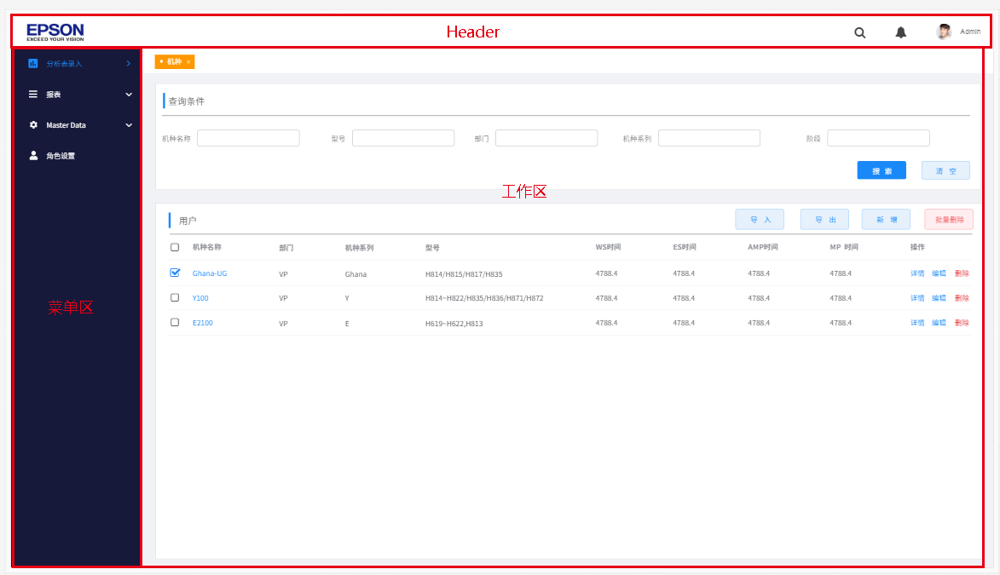 EPSON
EXCEED YOUR VISION
Header
Admin
分析表录入
报表
Master Data
角色设置
菜单区
机种 ×
查询条件
机种名称 型号 部门 机种系列 阶段
搜 索 清 空
工作区
用户 导 入 导 出 新 增 批量删除
机种名称 部门 机种系列 型号 WS时间 ES时间 AMP时间 MP 时间 操作
Ghana-UG VP Ghana H814/H815/H817/H835 4788.4 4788.4 4788.4 4788.4 详情 编辑 删除
Y100 VP Y H814~H822/H835/H836/H871/H872 4788.4 4788.4 4788.4 4788.4 详情 编辑 删除
E2100 VP E H619~H622,H813 4788.4 4788.4 4788.4 4788.4 详情 编辑 删除